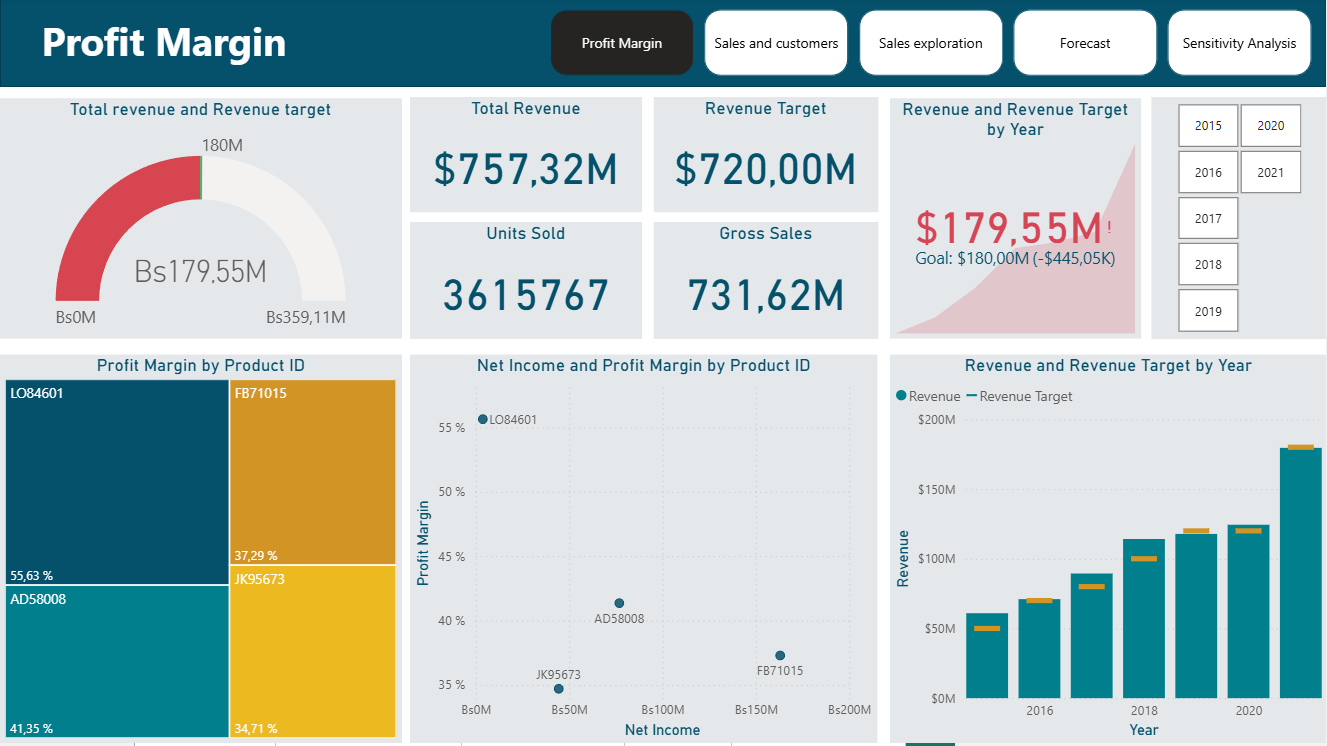 Profit Margin
Profit Margin
Sales and customers
Sales exploration
Forecast
Sensitivity Analysis
Total revenue and Revenue target
180M
Bs179,55M
Bs0M
Bs359,11M
Total Revenue
$757,32M
Revenue Target
$720,00M
Units Sold
3615767
Gross Sales
731,62M
Revenue and Revenue Target
by Year
$179,55M!
Goal: $180,00M (-$445,05K)
2015
2020
2016
2021
2017
2018
2019
Profit Margin by Product ID
LO84601
55,63 %
FB71015
37,29 %
AD58008
41,35 %
JK95673
34,71 %
Net Income and Profit Margin by Product ID
Profit Margin
55 %
50 %
45 %
40 %
35 %
LO84601
AD58008
JK95673
FB71015
Bs0M
Bs50M
Bs100M
Bs150M
Bs200M
Net Income
Revenue and Revenue Target by Year
Revenue
Revenue Target
Revenue
$200M
$150M
$100M
$50M
$0M
2016
2018
2020
Year